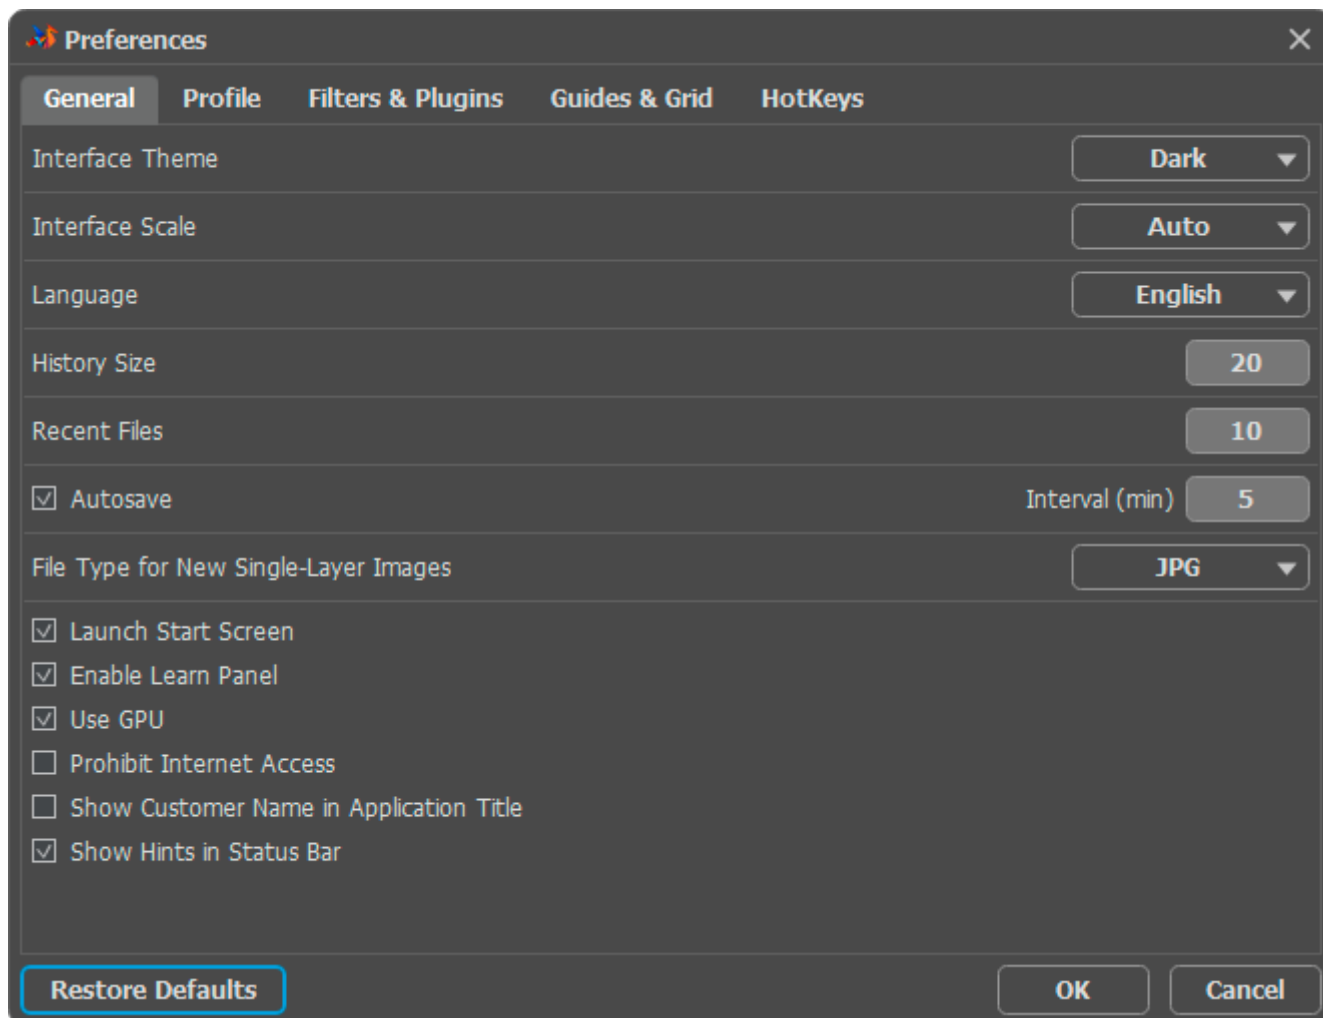 Preferences
General Profile Filters & Plugins Guides & Grid HotKeys
Interface Theme Dark
Interface Scale Auto
Language English
History Size 20
Recent Files 10
Autosave Interval (min) 5
File Type for New Single-Layer Images JPG
Launch Start Screen
Enable Learn Panel
Use GPU
Prohibit Internet Access
Show Customer Name in Application Title
Show Hints in Status Bar
Restore Defaults OK Cancel